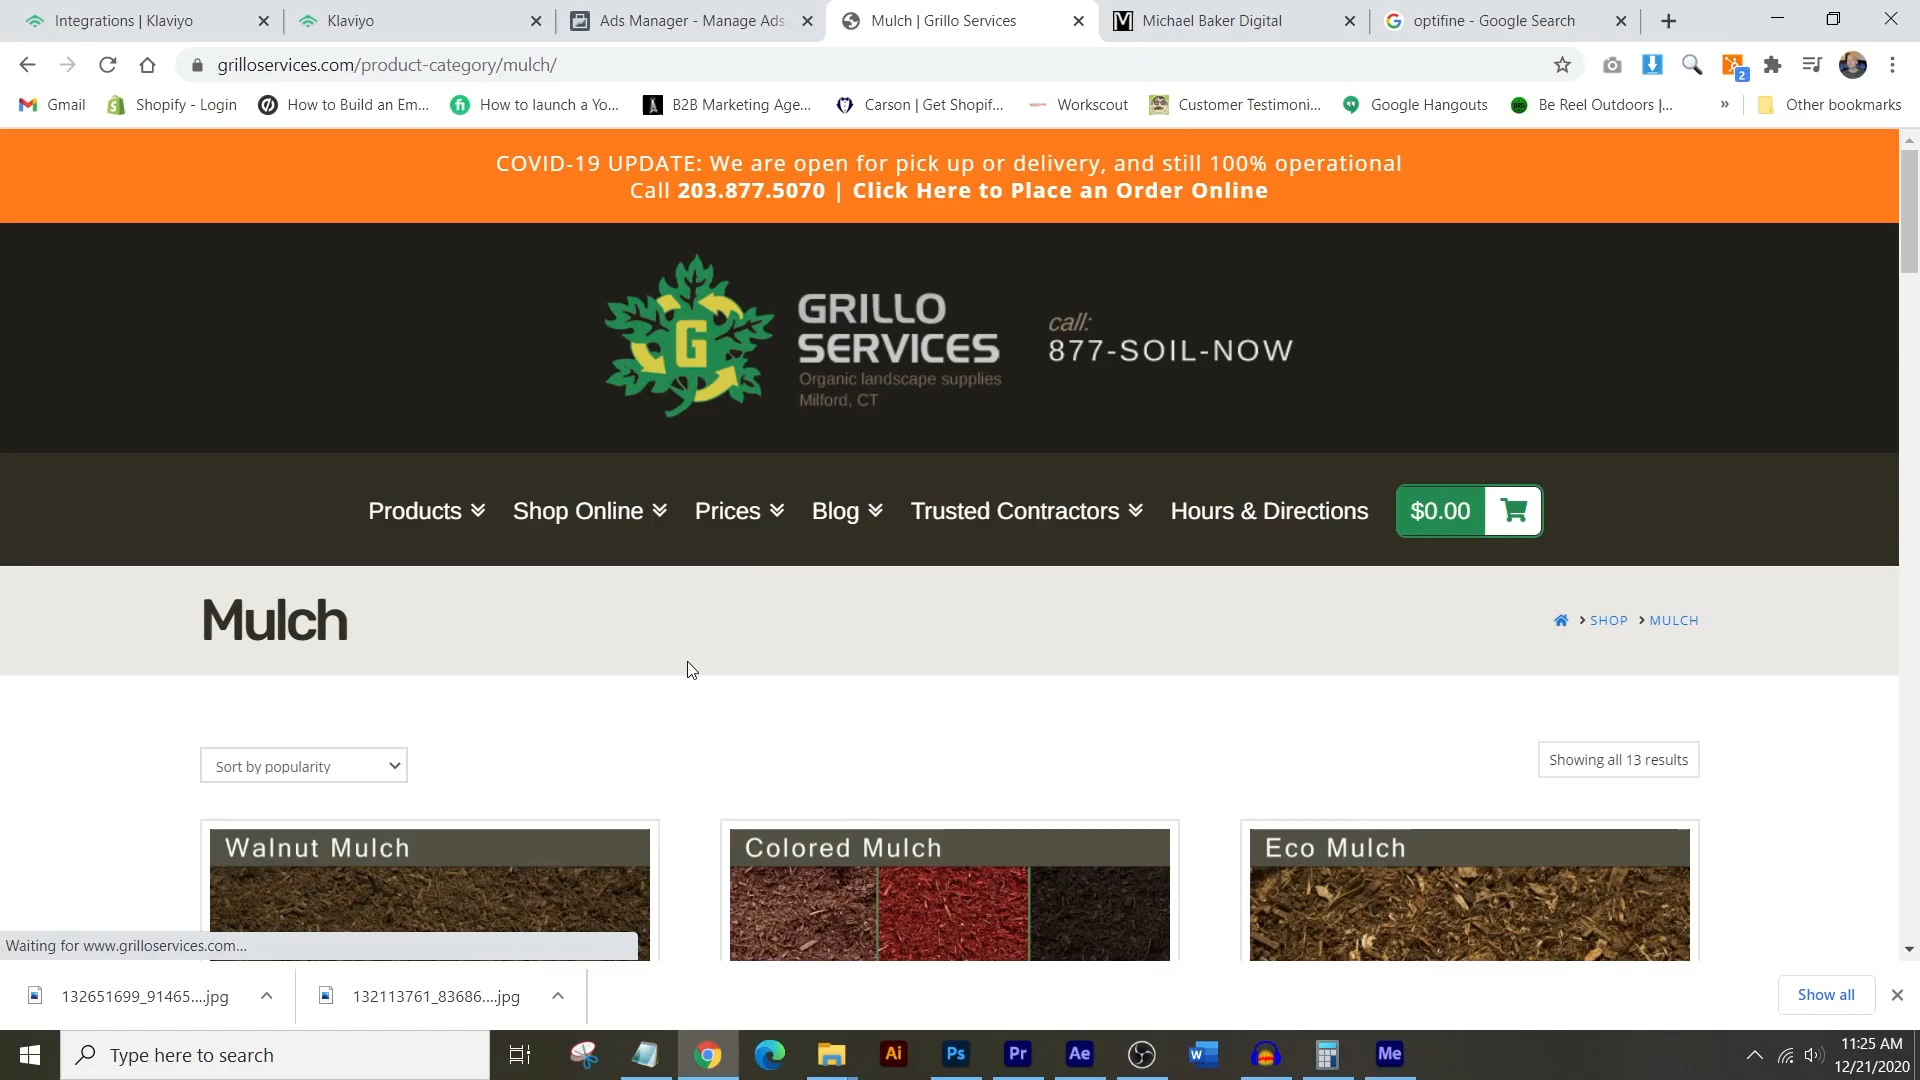 Integrations | Klaviyo
Klaviyo
Ads Manager - Manage Ads
Mulch | Grillo Services
Michael Baker Digital
optifine - Google Search
grilloservices.com/product-category/mulch/
2
Gmail
Shopify - Login
How to Build an Em...
How to launch a Yo...
B2B Marketing Age...
Carson | Get Shopif...
Workscout
Customer Testimoni...
Google Hangouts
Be Reel Outdoors |...
»
Other bookmarks
COVID-19 UPDATE: We are open for pick up or delivery, and still 100% operational
Call 203.877.5070 | Click Here to Place an Order Online
G
GRILLO
SERVICES
Organic landscape supplies
Milford, CT
call:
877-SOIL-NOW
Products
Shop Online
Prices
Blog
Trusted Contractors
Hours & Directions
$0.00
Mulch
SHOP
MULCH
Sort by popularity
Showing all 13 results
Walnut Mulch
Colored Mulch
Eco Mulch
Waiting for www.grilloservices.com...
132651699_91465....jpg
132113761_83686....jpg
Show all
Type here to search
Ai
Ps
Pr
Ae
W
Me
11:25 AM
12/21/2020